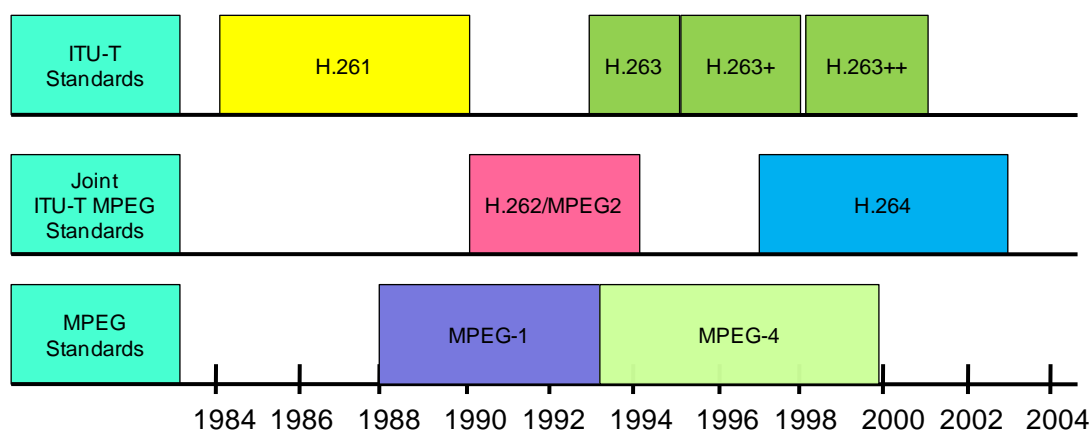 ITU-T
Standards
H.261
H.263
H.263+
H.263++
Joint
ITU-T MPEG
Standards
H.262/MPEG2
H.264
MPEG
Standards
MPEG-1
MPEG-4
1984 1986 1988 1990 1992 1994 1996 1998 2000 2002 2004